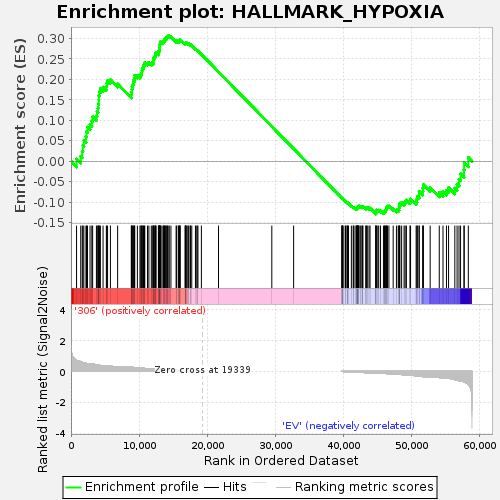 Enrichment plot: HALLMARK_HYPOXIA
Enrichment score (ES)
0.30
0.25
0.20
0.15
0.10
0.05
0.00
-0.05
-0.10
-0.15
Ranked list metric (Signal2Noise)
'306' (positively correlated)
4
2
0
-2
-4
Zero cross at 19339
'EV' (negatively correlated)
0
10,000
20,000
30,000
40,000
50,000
60,000
Rank in Ordered Dataset
Enrichment profile
Hits
Ranking metric scores